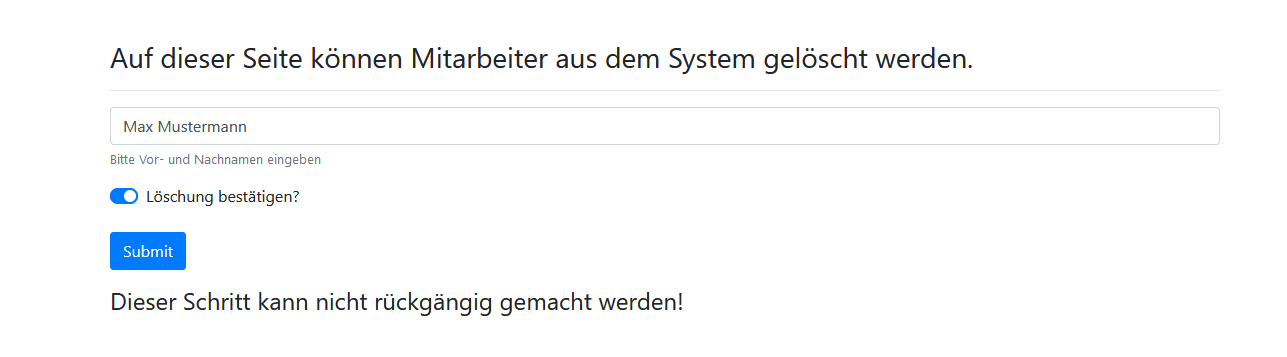 Auf dieser Seite können Mitarbeiter aus dem System gelöscht werden.
Max Mustermann
Bitte Vor- und Nachnamen eingeben
Löschung bestätigen?
Submit
Dieser Schritt kann nicht rückgängig gemacht werden!